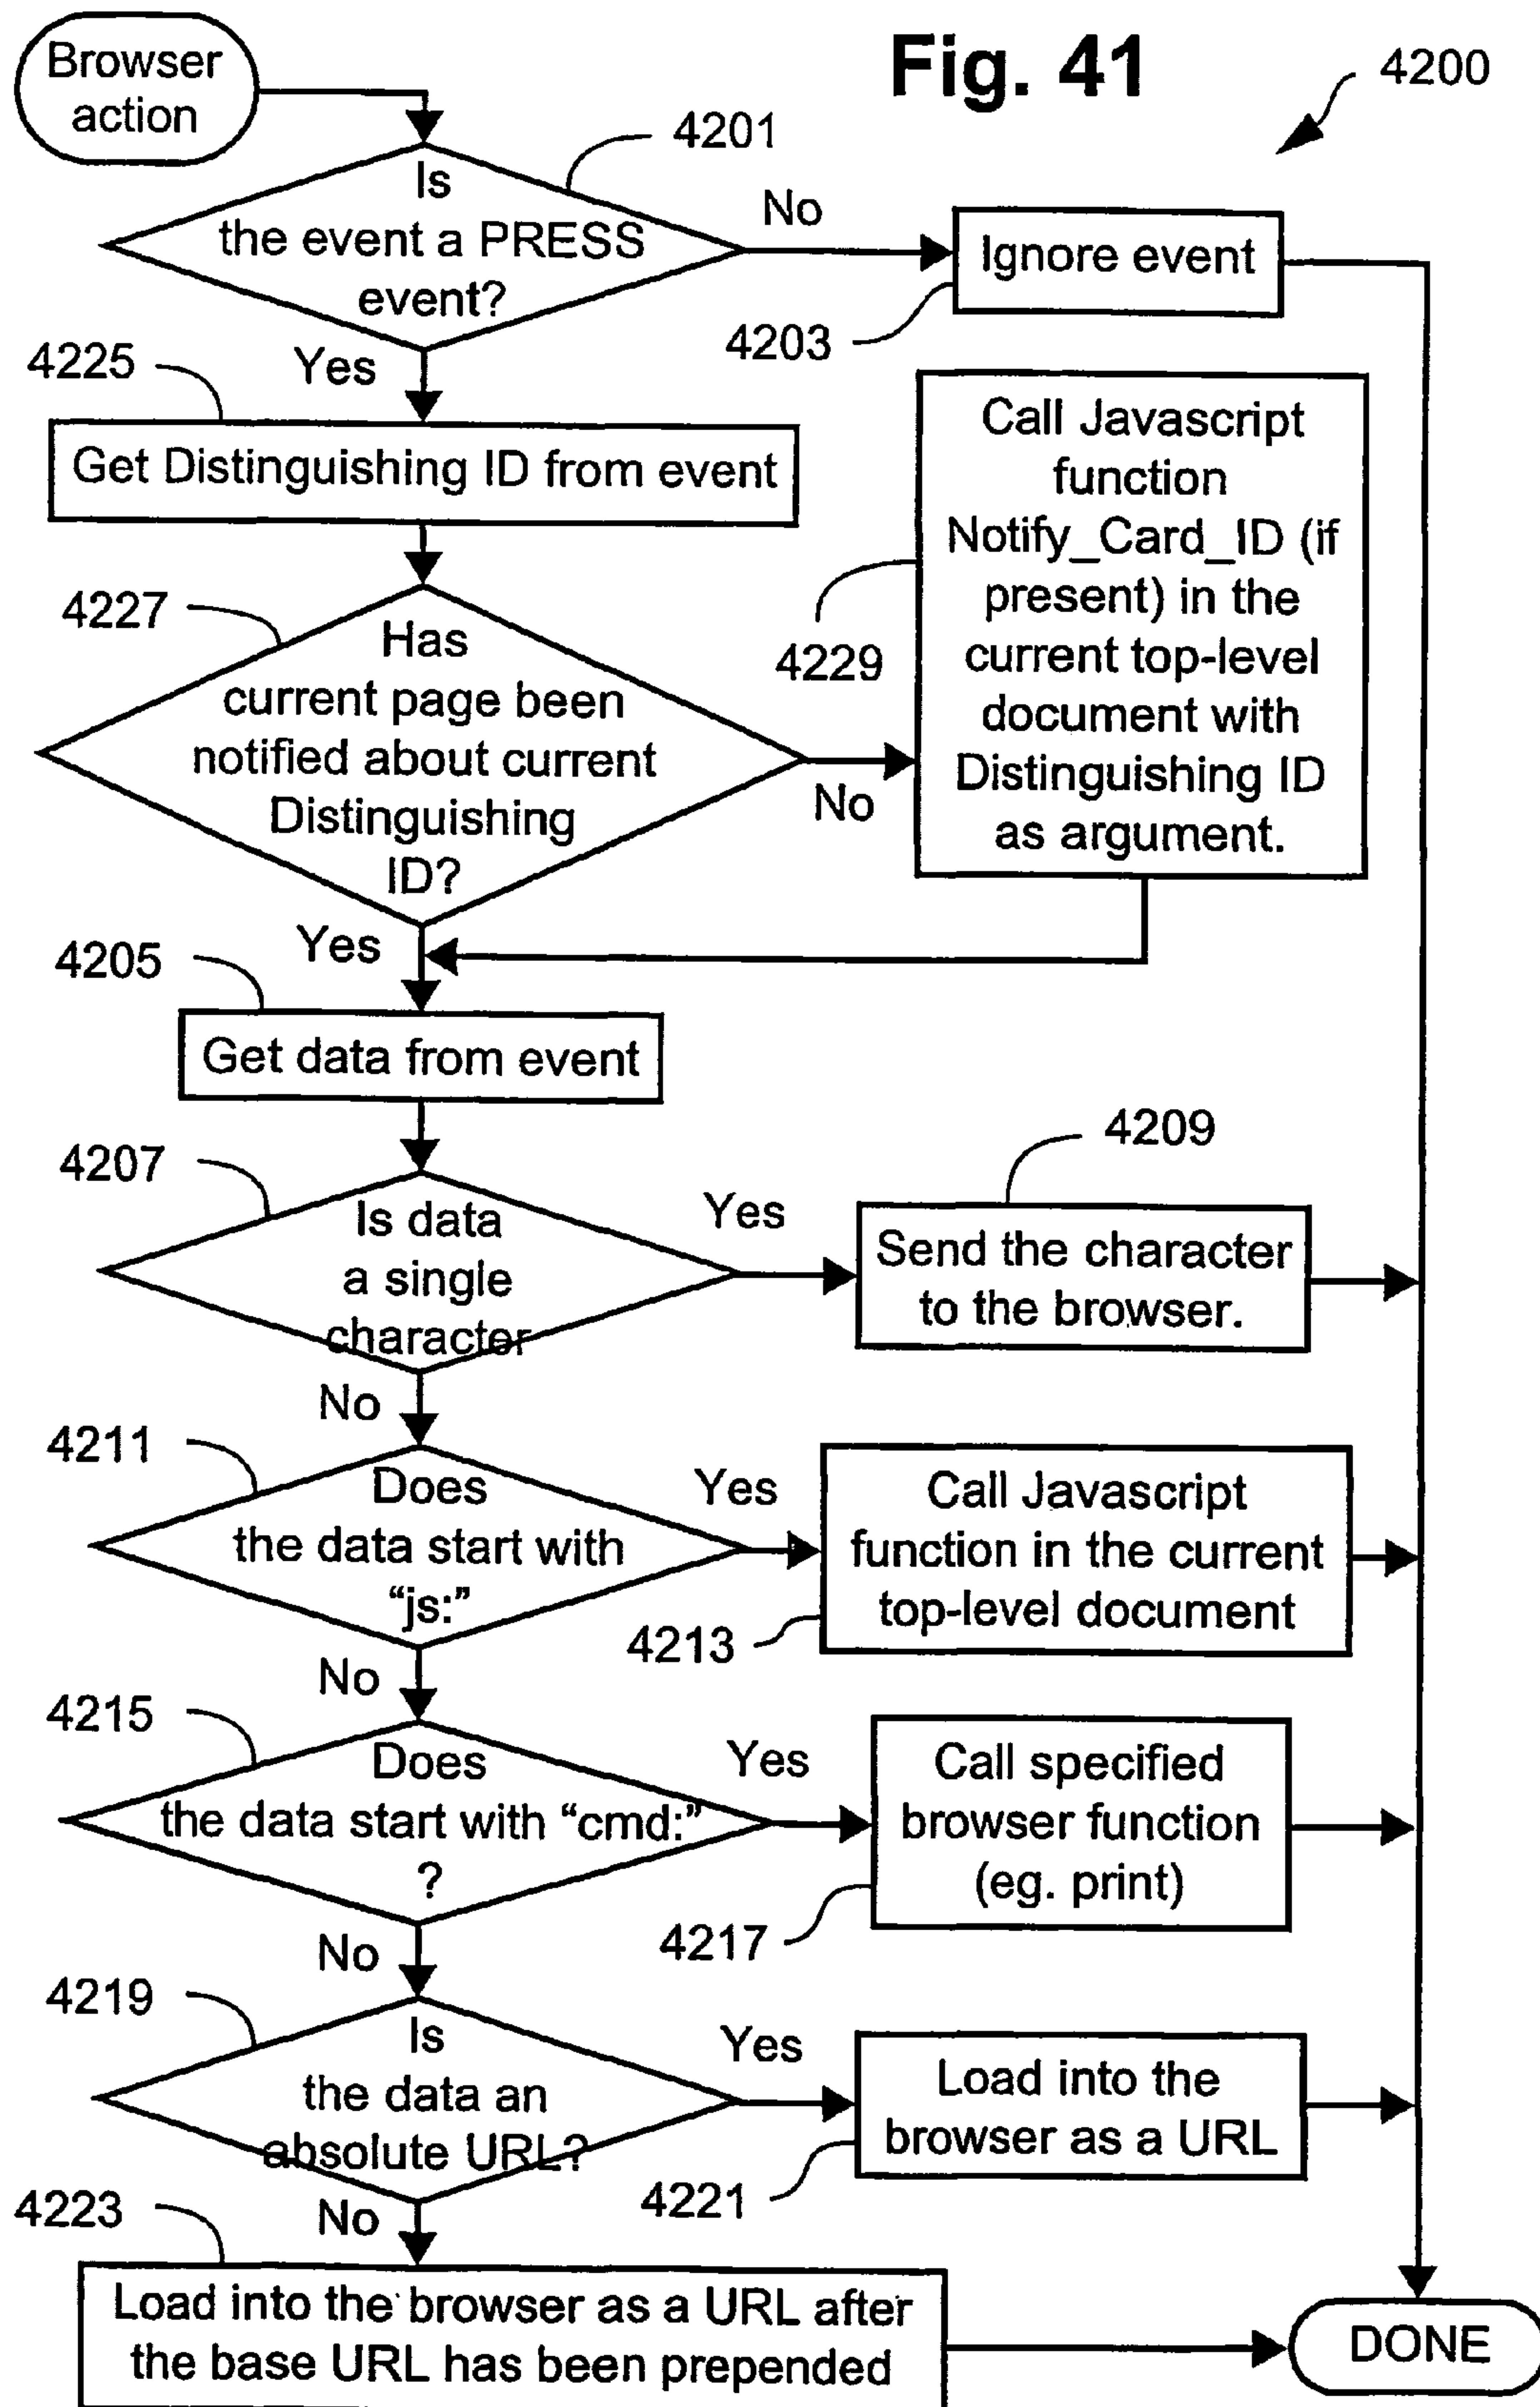 Browser
action
Fig. 41
4200
4201
Is
the event a PRESS
event?
No
Ignore event
4203
Yes
4225
Get Distinguishing ID from event
4227
Has
current page been
notified about current
Distinguishing
ID?
No
Call Javascript
function
Notify_Card_ID (if
present) in the
current top-level
document with
Distinguishing ID
as argument.
4229
Yes
4205
Get data from event
4207
Is data
a single
character
Yes
4209
Send the character
to the browser.
No
4211
Does
the data start with
“js:”
Yes
Call Javascript
function in the current
top-level document
4213
No
4215
Does
the data start with “cmd:”
?
Yes
Call specified
browser function
(eg. print)
4217
No
4219
Is
the data an
absolute URL?
Yes
Load into the
browser as a URL
4221
No
4223
Load into the browser as a URL after
the base URL has been prepended
DONE